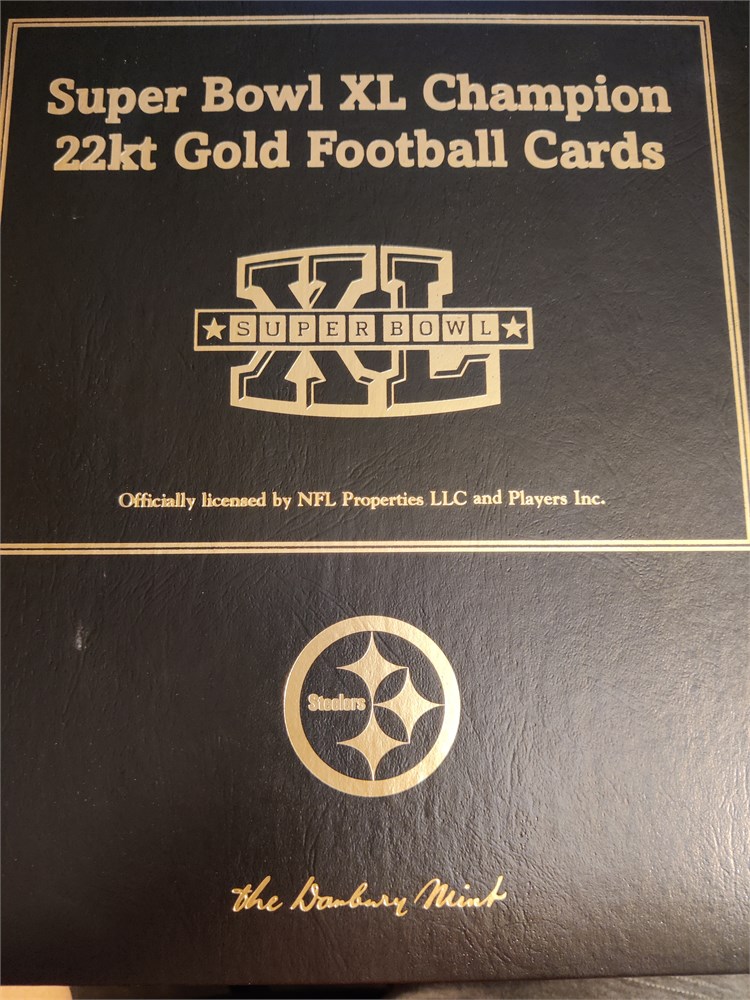 Super Bowl XL Champion
22kt Gold Football Cards
XL
SUPER BOWL
Officially licensed by NFL Properties LLC and Players Inc.
Steelers
the Danbury Mint